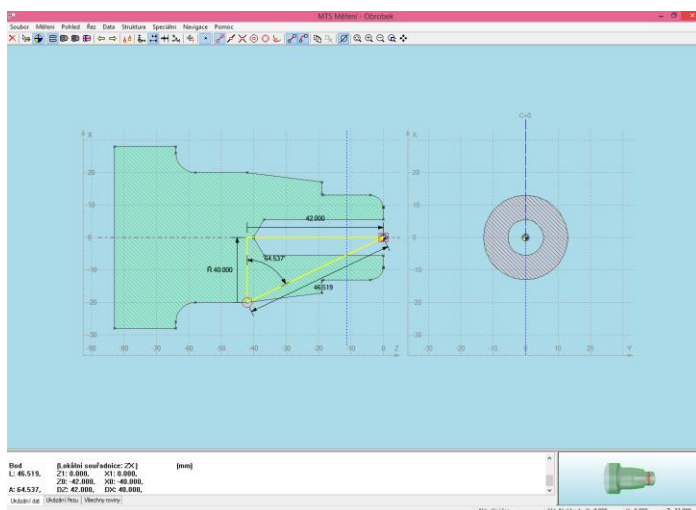 MTS Měření - Obrobek
Soubor Měření Pohled Řez Data Struktura Speciální Navigace Pomoc
X
C=0
X
20 20
10 10
42.000
0 0
64.537°
-10 -10
Ř 40.000
46.519
-20 -20
-30 -30
-90 -80 -70 -60 -50 -40 -30 -20 -10 0 Z
-30 -20 -10 0 10 20 Y
Bod (Lokální souřadnice: ZX) (mm)
L: 46.519, Z1: 0.000, X1: 0.000,
Z0: -42.000, X0: -40.000,
A: 64.537, DZ: 42.000, DX: 40.000,
Ukázání dat Ukázání řezu Všechny roviny